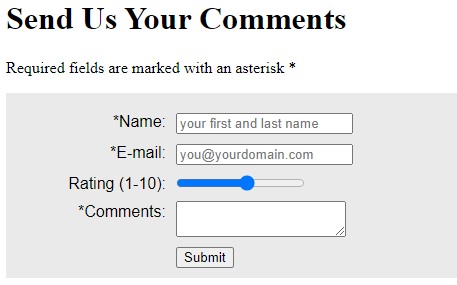 Send Us Your Comments
Required fields are marked with an asterisk *
*Name: your first and last name
*E-mail: you@yourdomain.com
Rating (1-10):
*Comments:
Submit